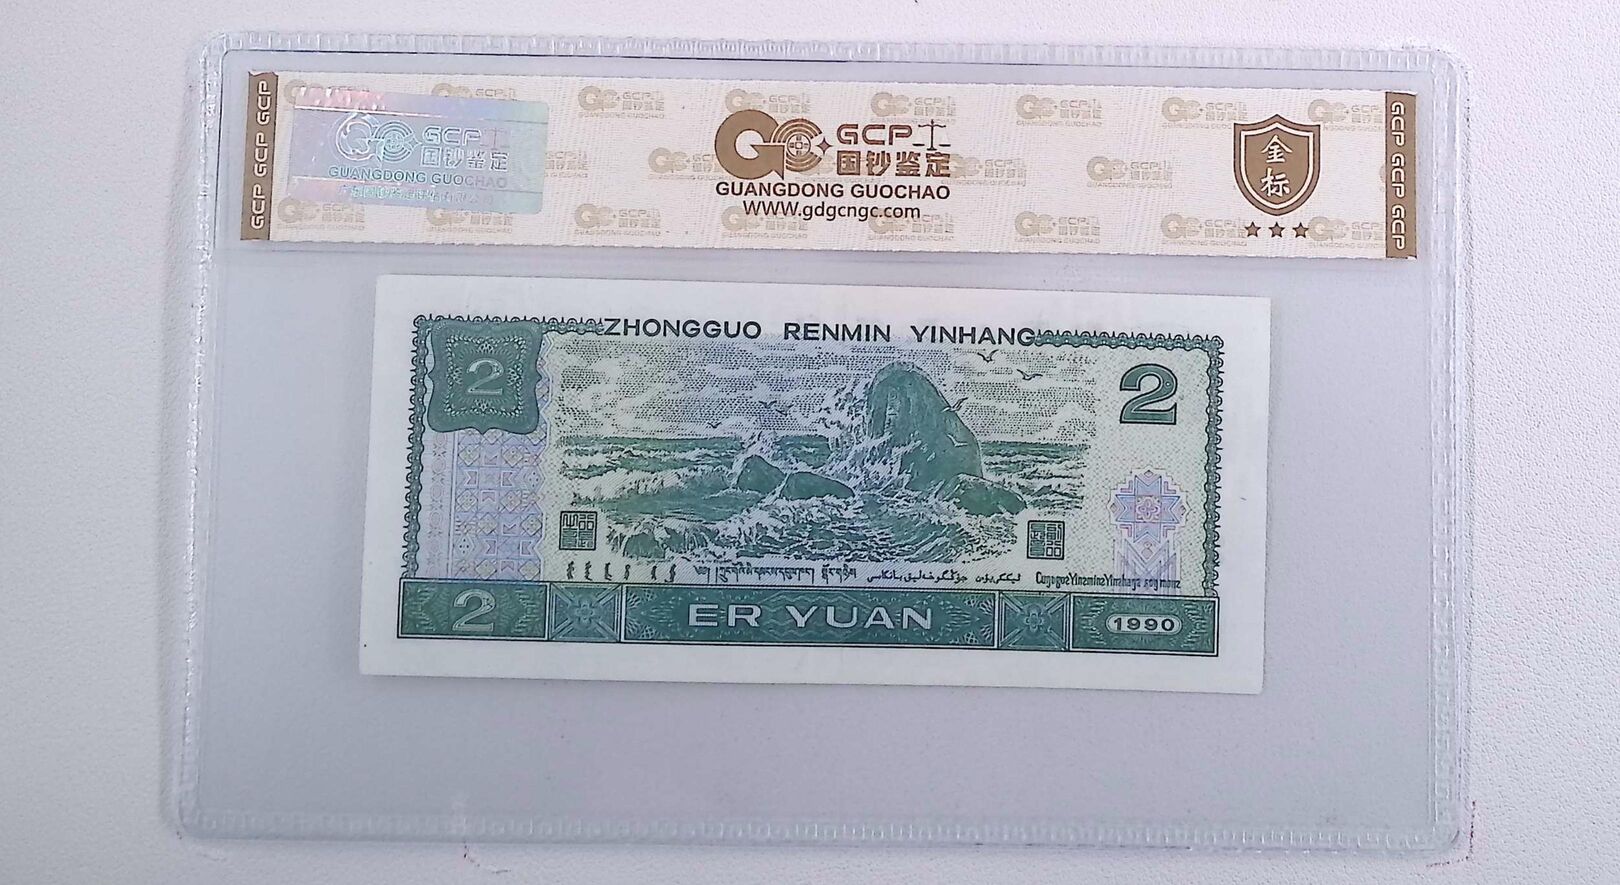 GCP GCP GCP
GCP
国钞鉴定
GUANGDONG GUOCHAO
GCP
国钞鉴定
GUANGDONG GUOCHAO
www.gdgcngc.com
金标
GCP GCP GCP
ZHONGGUO RENMIN YINHANG
2
2
2
ER YUAN
1990